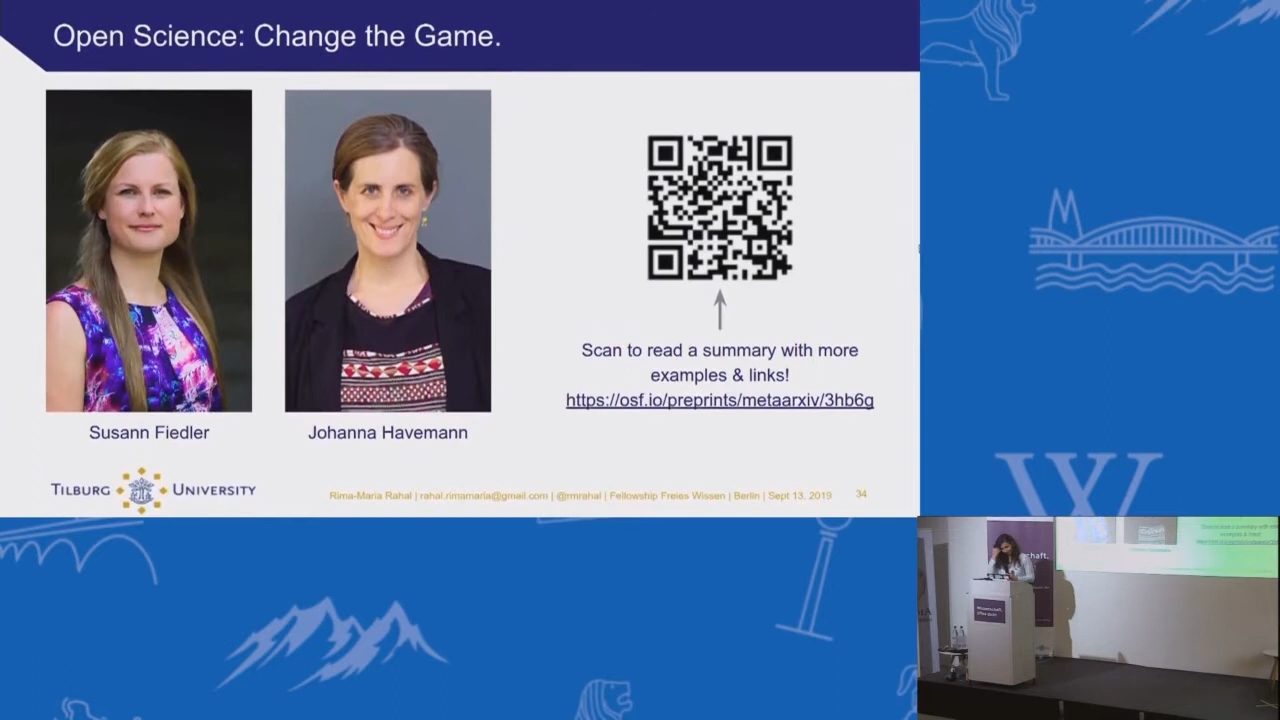 Open Science: Change the Game.
Susann Fiedler
Johanna Havemann
Scan to read a summary with more
examples & links!
https://osf.io/preprints/metaarxiv/3hb6g
TILBURG UNIVERSITY
Rima-Maria Rahal | rahal.rimamaria@gmail.com | @rmrahal | Fellowship Freies Wissen | Berlin | Sept 13, 2019 34
W